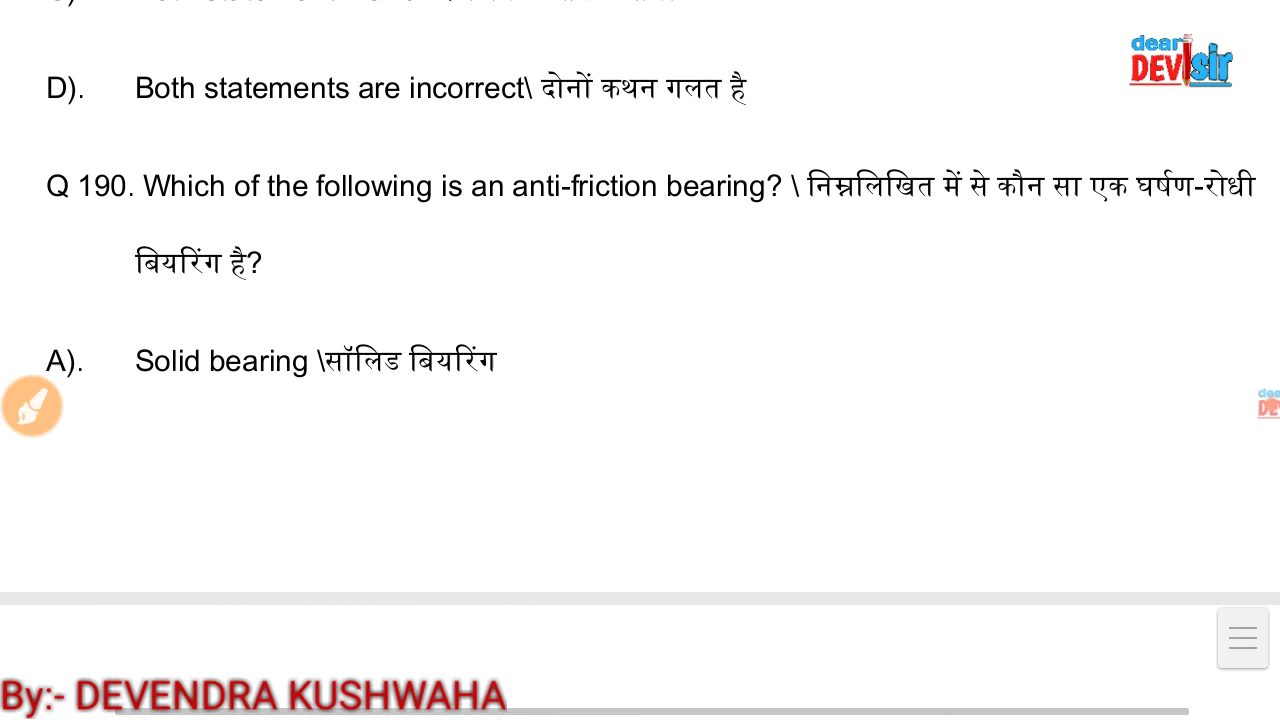 D). Both statements are incorrect\ दोनों कथन गलत है
dear
DEV sir
Q 190. Which of the following is an anti-friction bearing? \ निम्नलिखित में से कौन सा एक घर्षण-रोधी
बियरिंग है?
A). Solid bearing \सॉलिड बियरिंग
By:- DEVENDRA KUSHWAHA